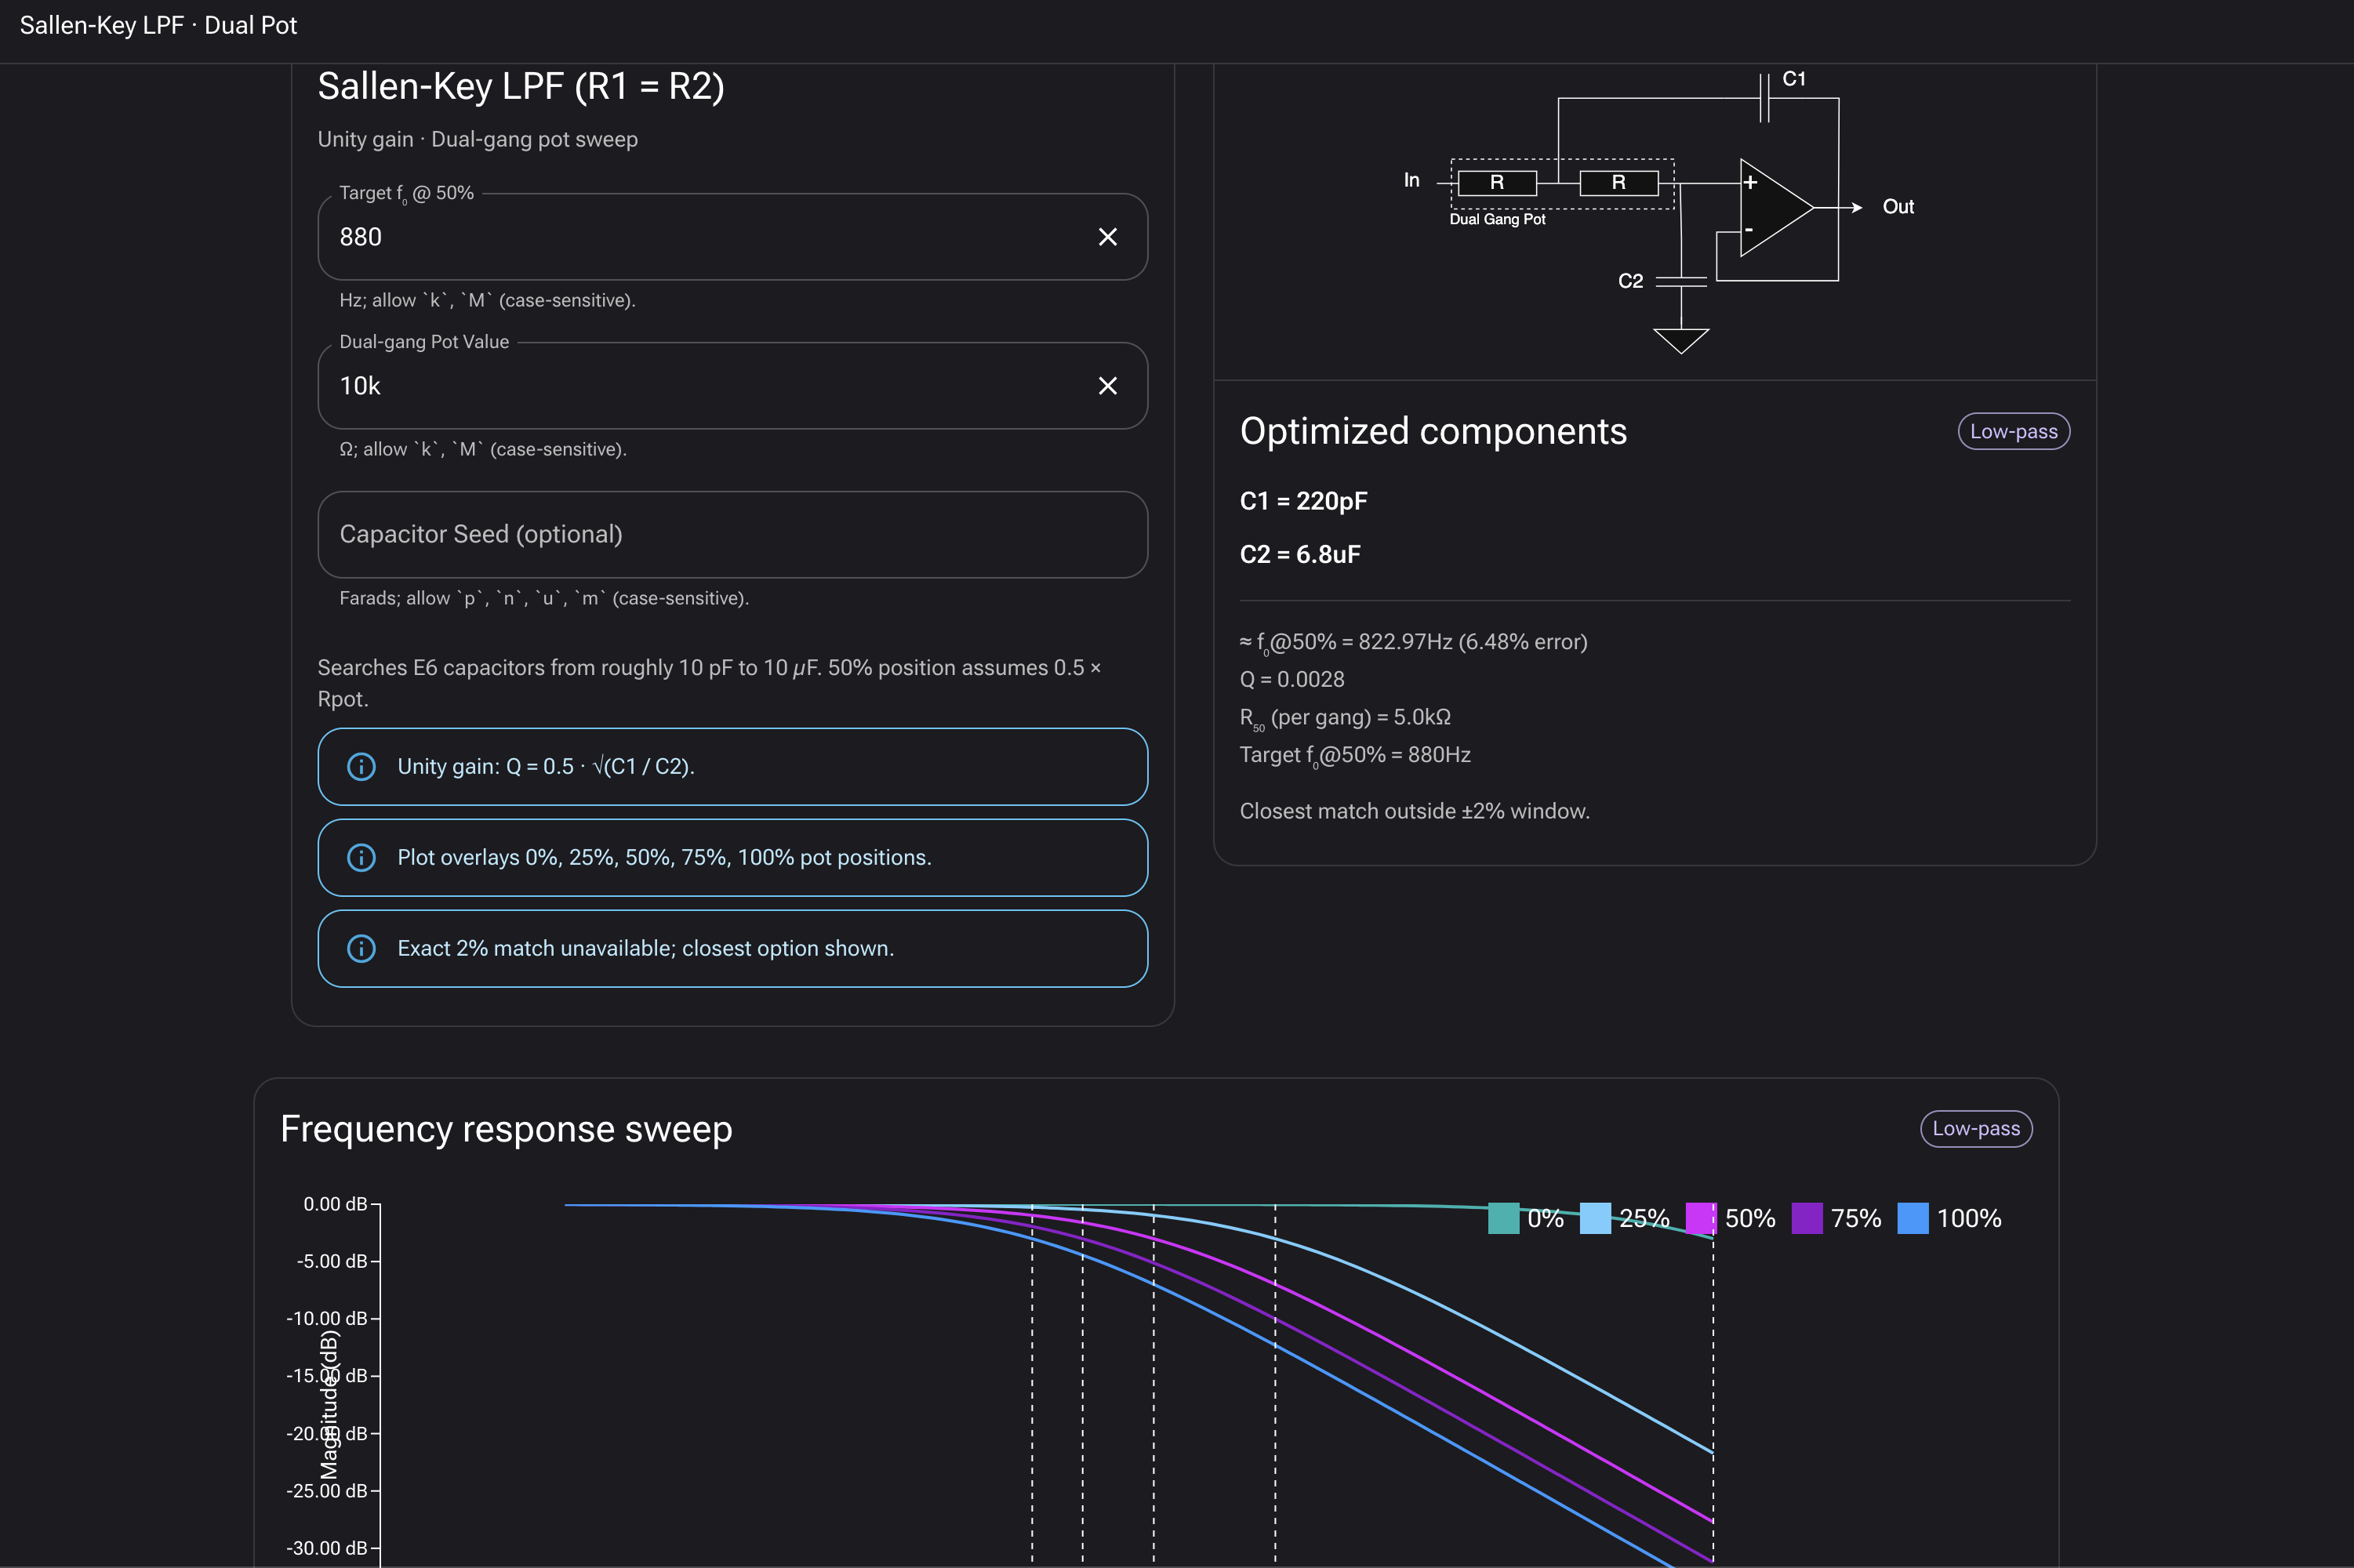 Sallen-Key LPF · Dual Pot
Sallen-Key LPF (R1 = R2)
Unity gain · Dual-gang pot sweep
Target f0 @ 50%
880
Hz; allow `k`, `M` (case-sensitive).
Dual-gang Pot Value
10k
Ω; allow `k`, `M` (case-sensitive).
Capacitor Seed (optional)
Farads; allow `p`, `n`, `u`, `m` (case-sensitive).
Searches E6 capacitors from roughly 10 pF to 10 µF. 50% position assumes 0.5 ×
Rpot.
Unity gain: Q = 0.5 · √(C1 / C2).
Plot overlays 0%, 25%, 50%, 75%, 100% pot positions.
Exact 2% match unavailable; closest option shown.
C1
In
R
R
+
-
Dual Gang Pot
Out
C2
Optimized components
Low-pass
C1 = 220pF
C2 = 6.8uF
≈ f0@50% = 822.97Hz (6.48% error)
Q = 0.0028
R50 (per gang) = 5.0kΩ
Target f0@50% = 880Hz
Closest match outside ±2% window.
Frequency response sweep
Low-pass
0% 25% 50% 75% 100%
Magnitude (dB)
0.00 dB
-5.00 dB
-10.00 dB
-15.00 dB
-20.00 dB
-25.00 dB
-30.00 dB